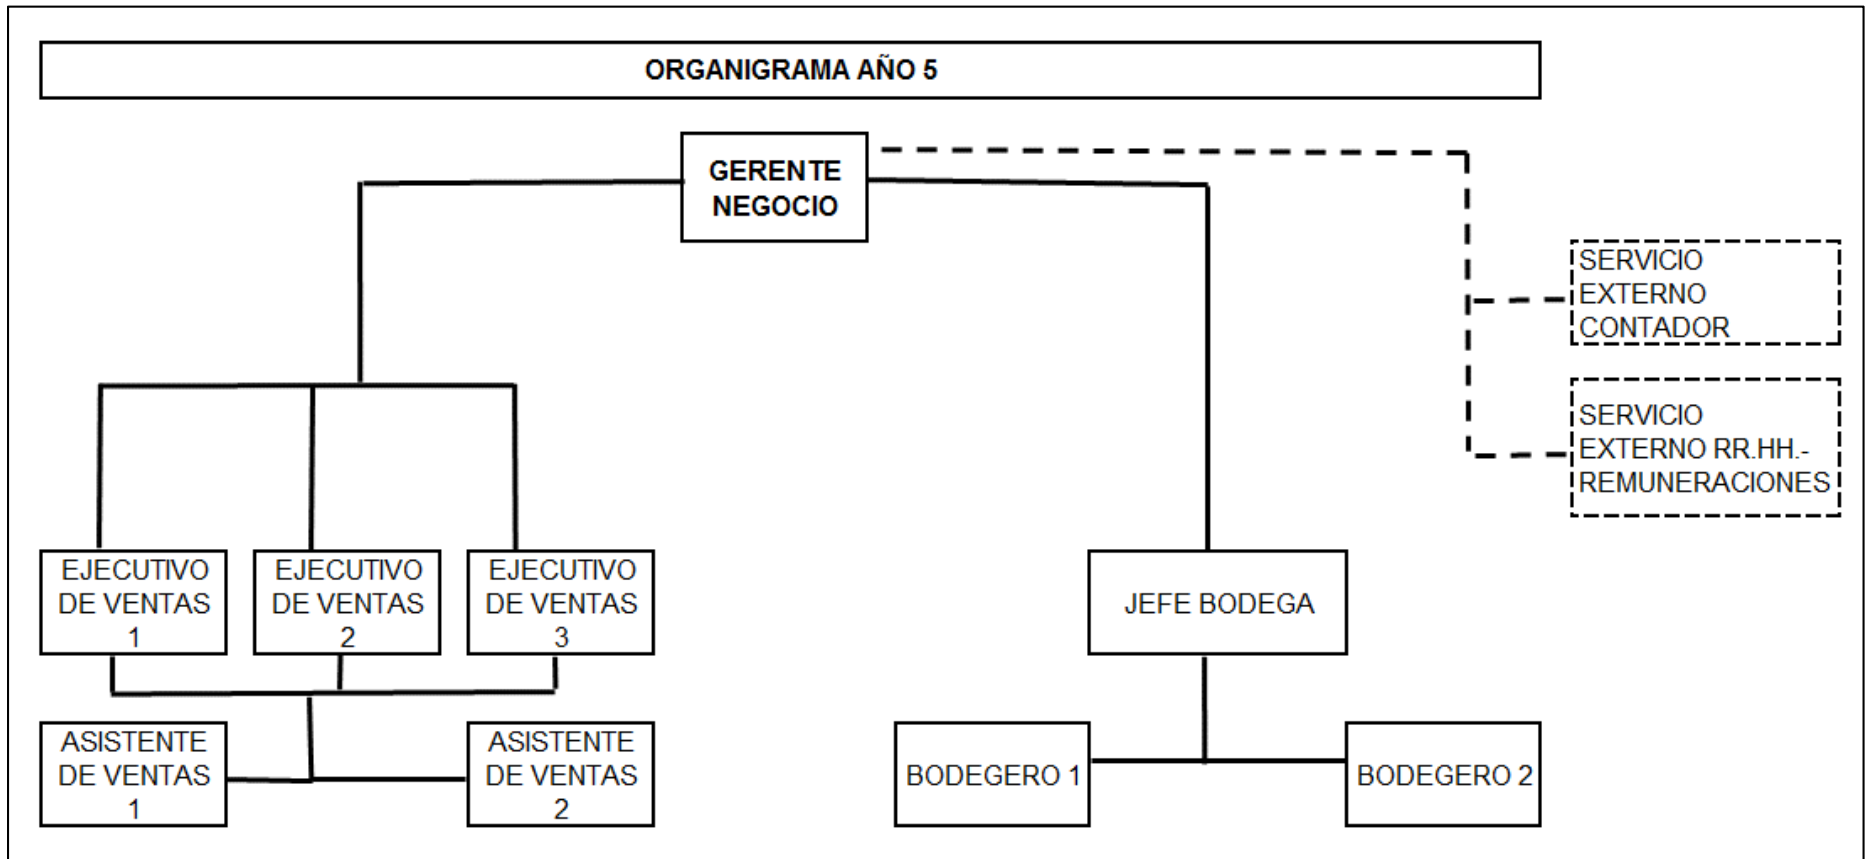 ORGANIGRAMA AÑO 5
GERENTE
NEGOCIO
SERVICIO
EXTERNO
CONTADOR
SERVICIO
EXTERNO RR.HH.-
REMUNERACIONES
EJECUTIVO
DE VENTAS
1
EJECUTIVO
DE VENTAS
2
EJECUTIVO
DE VENTAS
3
JEFE BODEGA
ASISTENTE
DE VENTAS
1
ASISTENTE
DE VENTAS
2
BODEGERO 1
BODEGERO 2